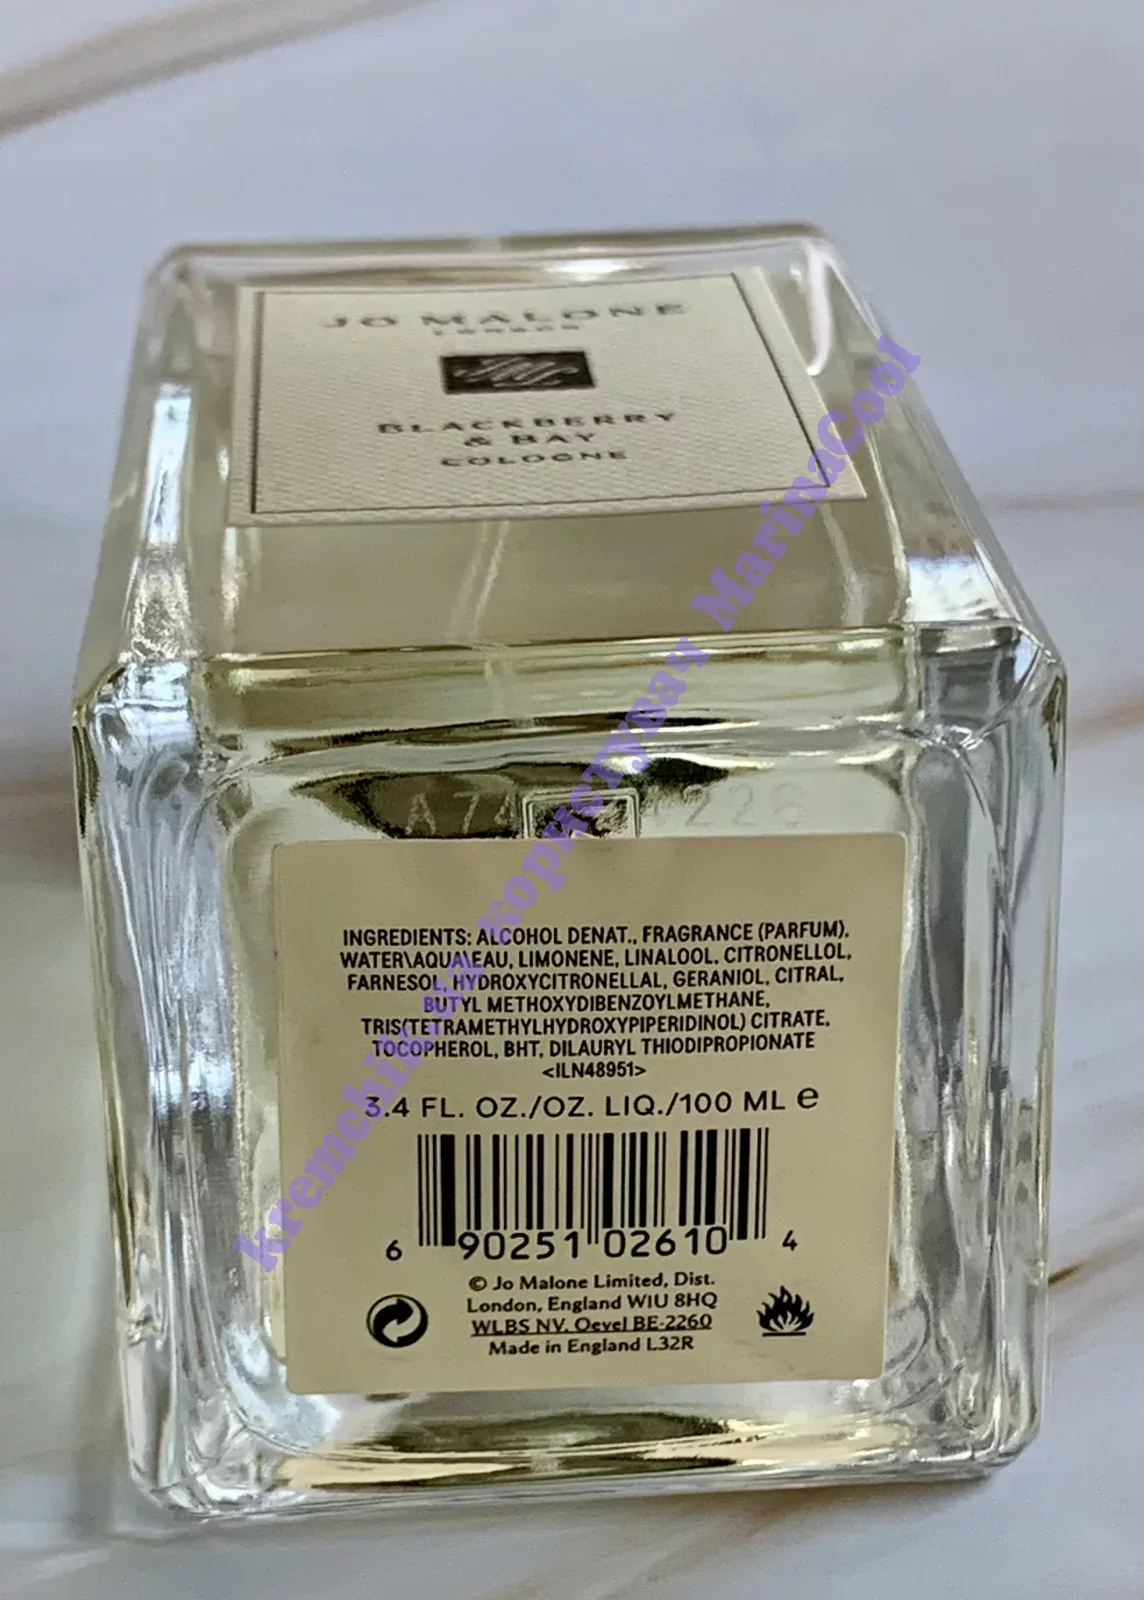 JO MALONE
LONDON
BLACKBERRY
& BAY
COLOGNE
INGREDIENTS: ALCOHOL DENAT., FRAGRANCE (PARFUM),
WATER\AQUA\EAU, LIMONENE, LINALOOL, CITRONELLOL,
FARNESOL, HYDROXYCITRONELLAL, GERANIOL, CITRAL,
BUTYL METHOXYDIBENZOYLMETHANE,
TRIS(TETRAMETHYLHYDROXYPIPERIDINOL) CITRATE,
TOCOPHEROL, BHT, DILAURYL THIODIPROPIONATE
<ILN48951>
3.4 FL. OZ./OZ. LIQ./100 ML e
6 90251 02610 4
© Jo Malone Limited, Dist.
London, England W1U 8HQ
WLBS NV. Oevel BE-2260
Made in England L32R
користувач MarinaCool